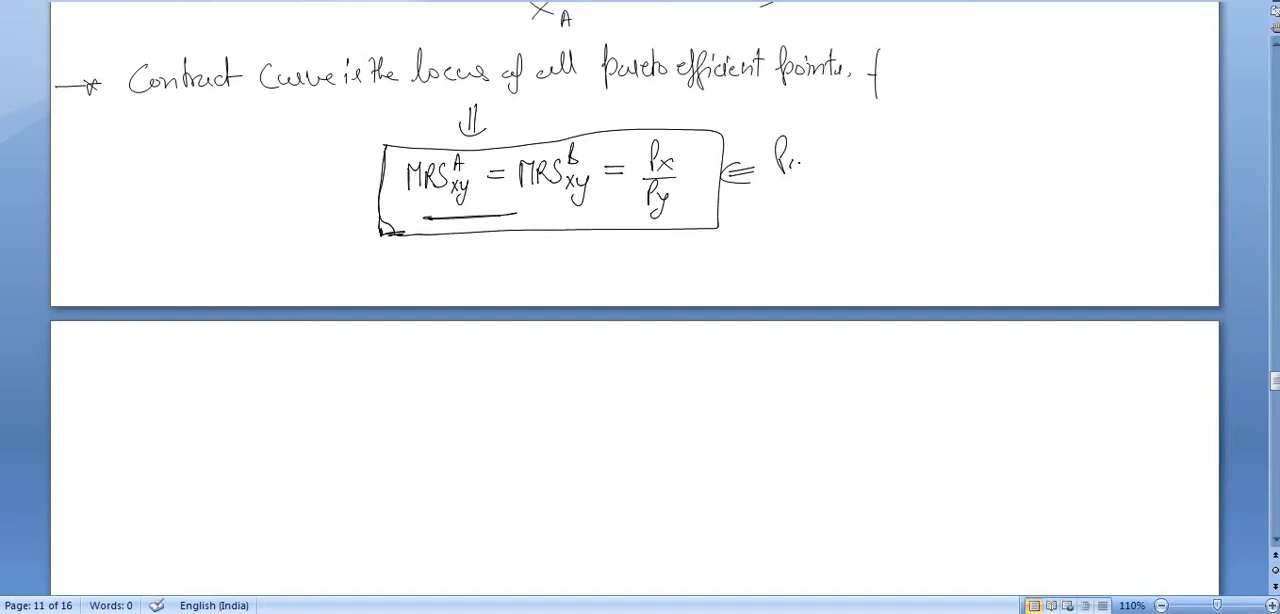 X_A
→* Contract Curve is the locus of all pareto efficient points. {
⇓
MRS^A_xy = MRS^B_xy = Px/Py ⇐ P
Page: 11 of 16 Words: 0 English (India) 110%